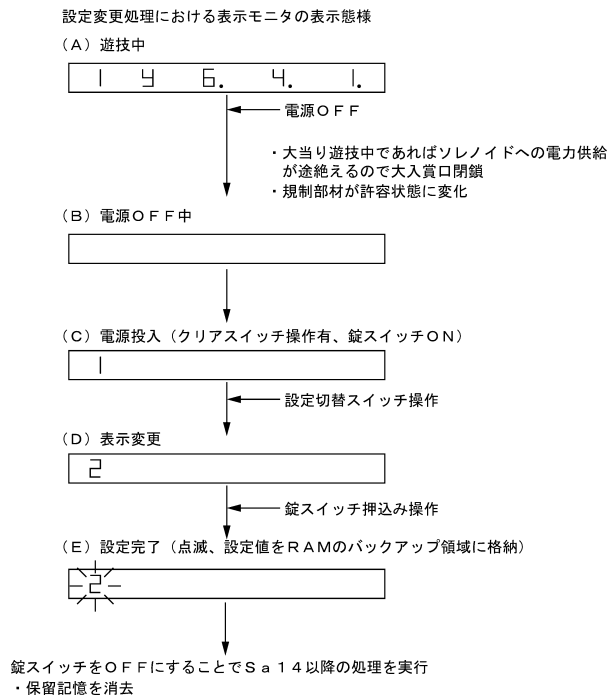 設定変更処理における表示モニタの表示態様
（Ａ）遊技中
１ ｙ ６． ４． １．
電源ＯＦＦ
・大当り遊技中であればソレノイドへの電力供給
が途絶えるので大入賞口閉鎖
・規制部材が許容状態に変化
（Ｂ）電源ＯＦＦ中
（Ｃ）電源投入（クリアスイッチ操作有、錠スイッチＯＮ）
１
設定切替スイッチ操作
（Ｄ）表示変更
２
錠スイッチ押込み操作
（Ｅ）設定完了（点滅、設定値をＲＡＭのバックアップ領域に格納）
２
錠スイッチをＯＦＦにすることでＳａ１４以降の処理を実行
・保留記憶を消去